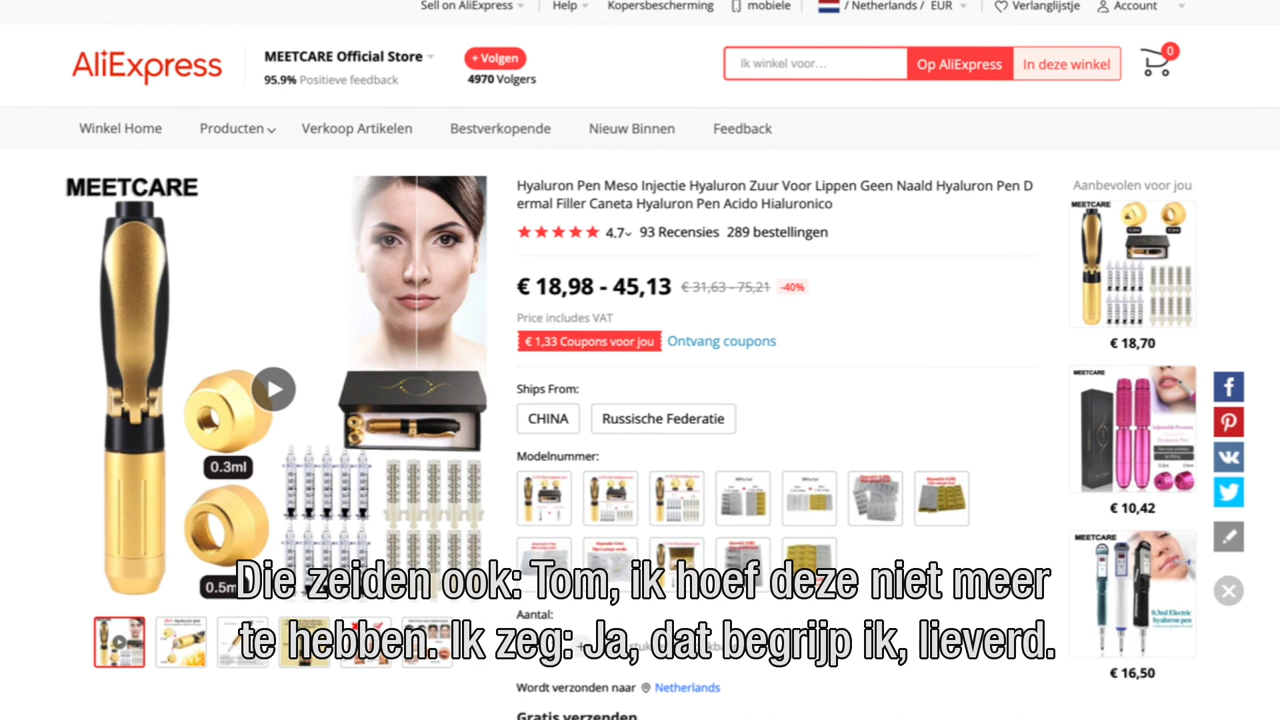 Sell on AliExpress
Help
Kopersbescherming
mobiele
/ Netherlands / EUR
Verlanglijstje
Account
AliExpress
MEETCARE Official Store
95.9% Positieve feedback
+ Volgen
4970 Volgers
Ik winkel voor...
Op AliExpress
In deze winkel
0
Winkel Home
Producten
Verkoop Artikelen
Bestverkopende
Nieuw Binnen
Feedback
MEETCARE
0.3ml
0.5m
Hyaluron Pen Meso Injectie Hyaluron Zuur Voor Lippen Geen Naald Hyaluron Pen D
ermal Filler Caneta Hyaluron Pen Acido Hialuronico
4.7 93 Recensies 289 bestellingen
€ 18,98 - 45,13 € 31,63 - 75,21 -40%
Price includes VAT
€ 1,33 Coupons voor jou Ontvang coupons
Ships From:
CHINA
Russische Federatie
Modelnummer:
Aantal:
Wordt verzonden naar Netherlands
Gratis verzenden
Aanbevolen voor jou
MEETCARE
€ 18,70
MEETCARE
€ 10,42
MEETCARE
0.3ml Electric
hyaluron pen
€ 16,50
Die zeiden ook: Tom, ik hoef deze niet meer
te hebben. Ik zeg: Ja, dat begrijp ik, lieverd.